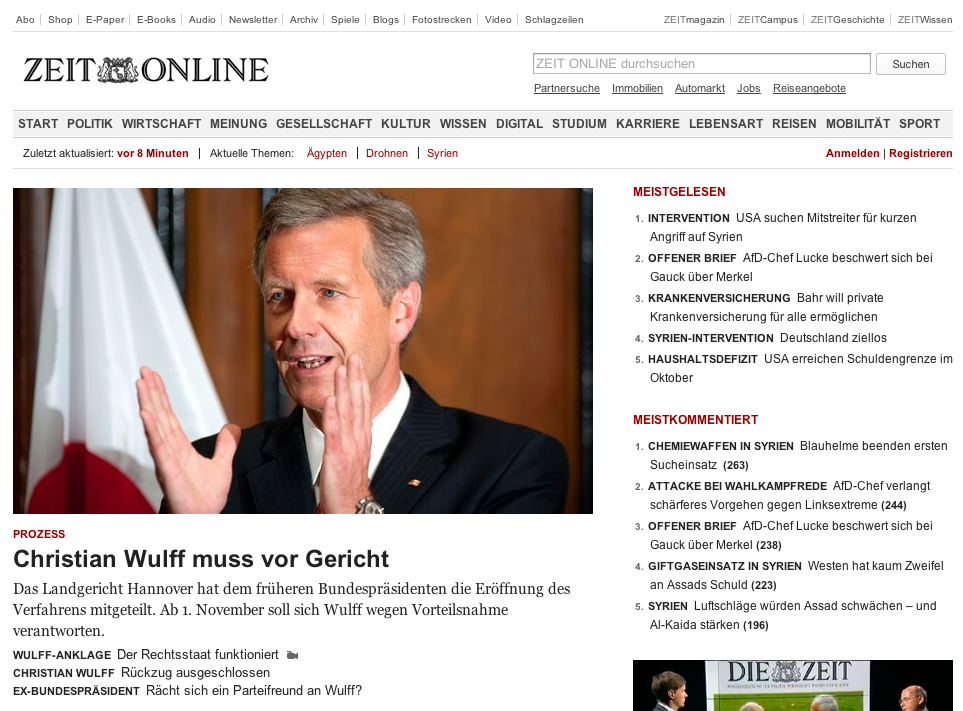 Abo Shop E-Paper E-Books Audio Newsletter Archiv Spiele Blogs Fotostrecken Video Schlagzeilen ZEITmagazin ZEITCampus ZEITGeschichte ZEITWissen
ZEIT ONLINE
ZEIT ONLINE durchsuchen Suchen
Partnersuche Immobilien Automarkt Jobs Reiseangebote
START POLITIK WIRTSCHAFT MEINUNG GESELLSCHAFT KULTUR WISSEN DIGITAL STUDIUM KARRIERE LEBENSART REISEN MOBILITÄT SPORT
Zuletzt aktualisiert: vor 8 Minuten | Aktuelle Themen: Ägypten | Drohnen | Syrien Anmelden | Registrieren
PROZESS
Christian Wulff muss vor Gericht
Das Landgericht Hannover hat dem früheren Bundespräsidenten die Eröffnung des
Verfahrens mitgeteilt. Ab 1. November soll sich Wulff wegen Vorteilsnahme
verantworten.
WULFF-ANKLAGE Der Rechtsstaat funktioniert
CHRISTIAN WULFF Rückzug ausgeschlossen
EX-BUNDESPRÄSIDENT Rächt sich ein Parteifreund an Wulff?
MEISTGELESEN
1. INTERVENTION USA suchen Mitstreiter für kurzen
Angriff auf Syrien
2. OFFENER BRIEF AfD-Chef Lucke beschwert sich bei
Gauck über Merkel
3. KRANKENVERSICHERUNG Bahr will private
Krankenversicherung für alle ermöglichen
4. SYRIEN-INTERVENTION Deutschland ziellos
5. HAUSHALTSDEFIZIT USA erreichen Schuldengrenze im
Oktober
MEISTKOMMENTIERT
1. CHEMIEWAFFEN IN SYRIEN Blauhelme beenden ersten
Sucheinsatz (263)
2. ATTACKE BEI WAHLKAMPFREDE AfD-Chef verlangt
schärferes Vorgehen gegen Linksextreme (244)
3. OFFENER BRIEF AfD-Chef Lucke beschwert sich bei
Gauck über Merkel (238)
4. GIFTGASEINSATZ IN SYRIEN Westen hat kaum Zweifel
an Assads Schuld (223)
5. SYRIEN Luftschläge würden Assad schwächen – und
Al-Kaida stärken (196)
DIE ZEIT